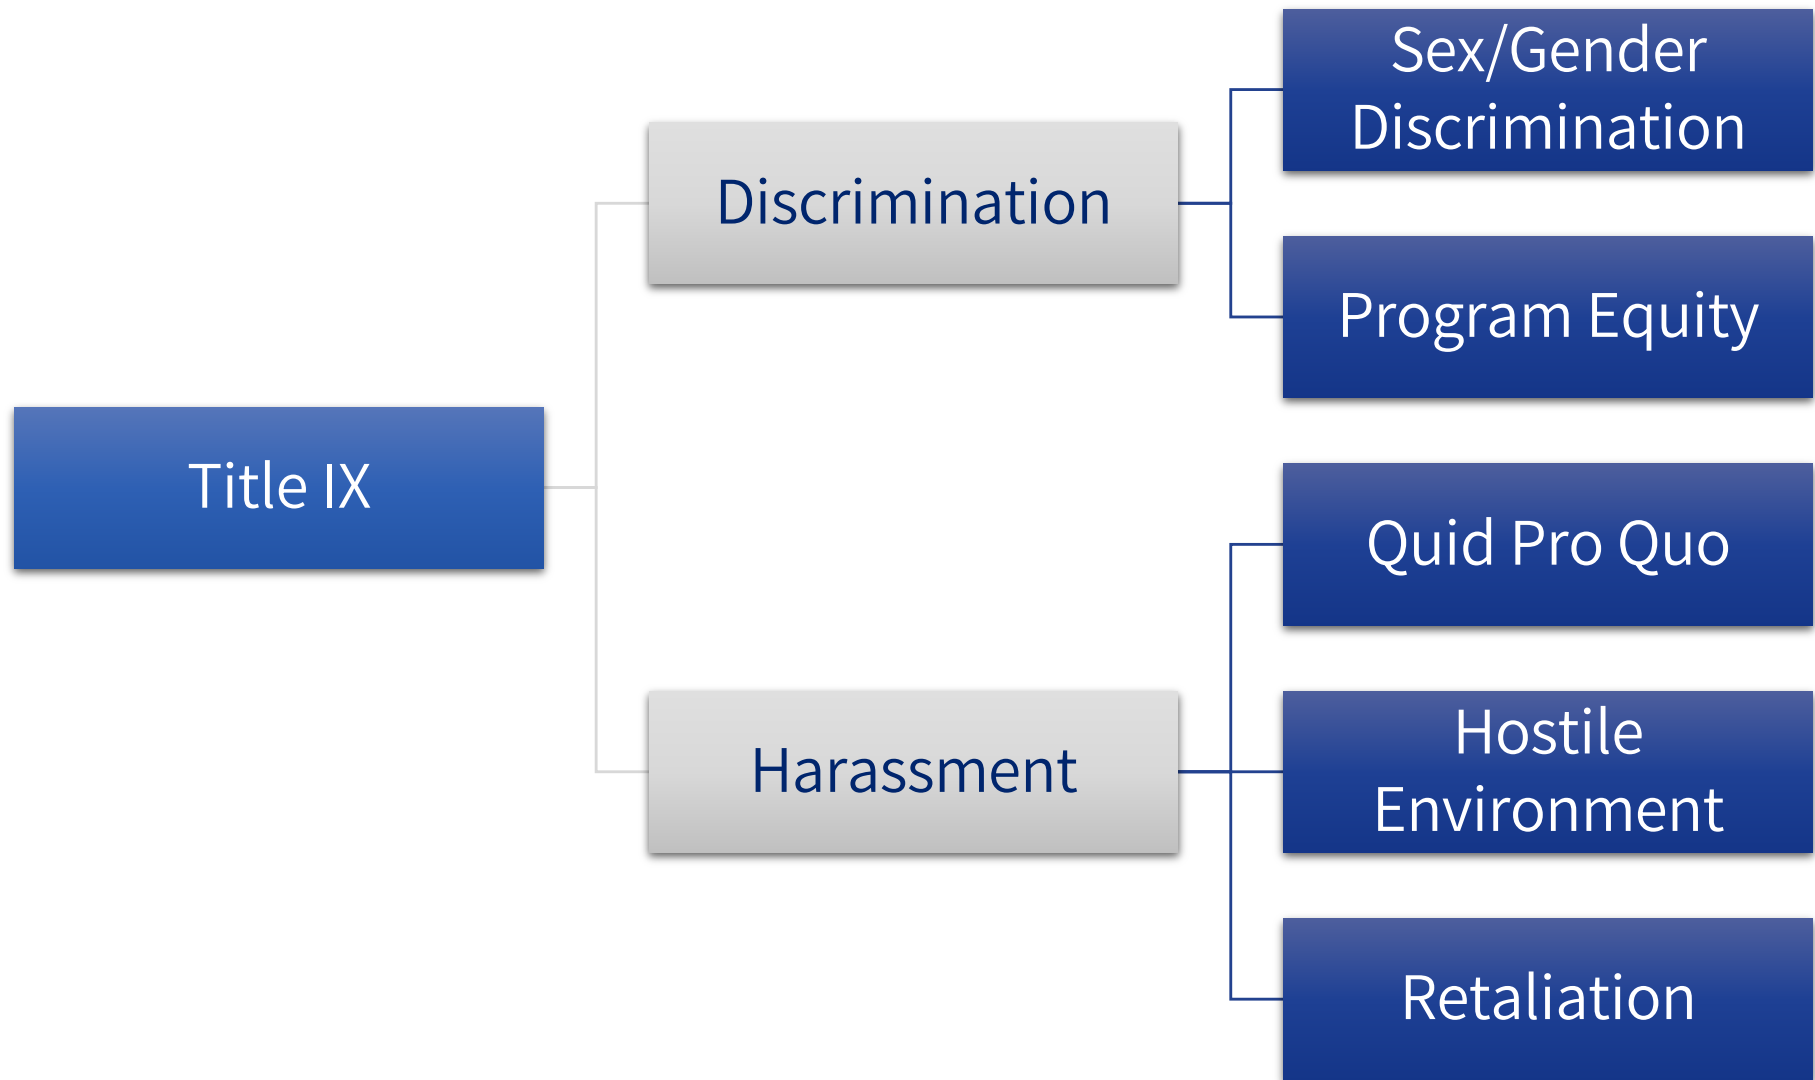 Title IX
Discrimination
Sex/Gender
Discrimination
Program Equity
Harassment
Quid Pro Quo
Hostile
Environment
Retaliation